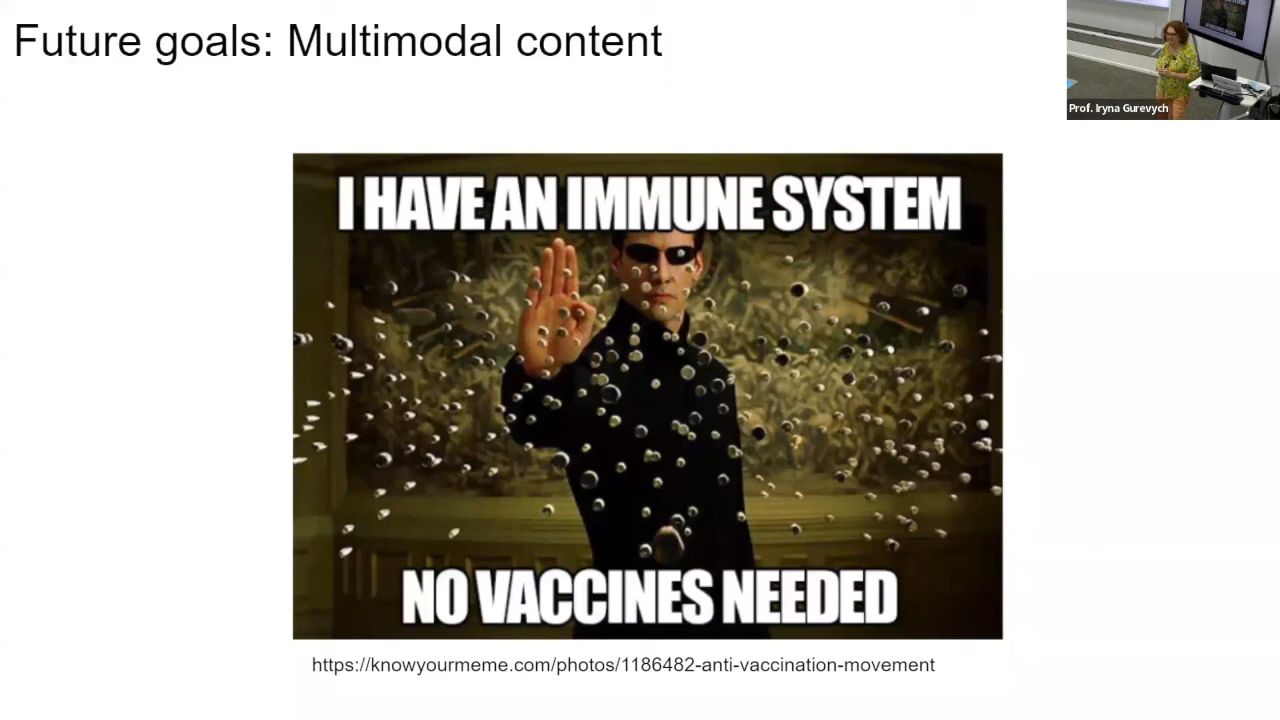 Future goals: Multimodal content
Prof. Iryna Gurevych
I HAVE AN IMMUNE SYSTEM
NO VACCINES NEEDED
https://knowyourmeme.com/photos/1186482-anti-vaccination-movement